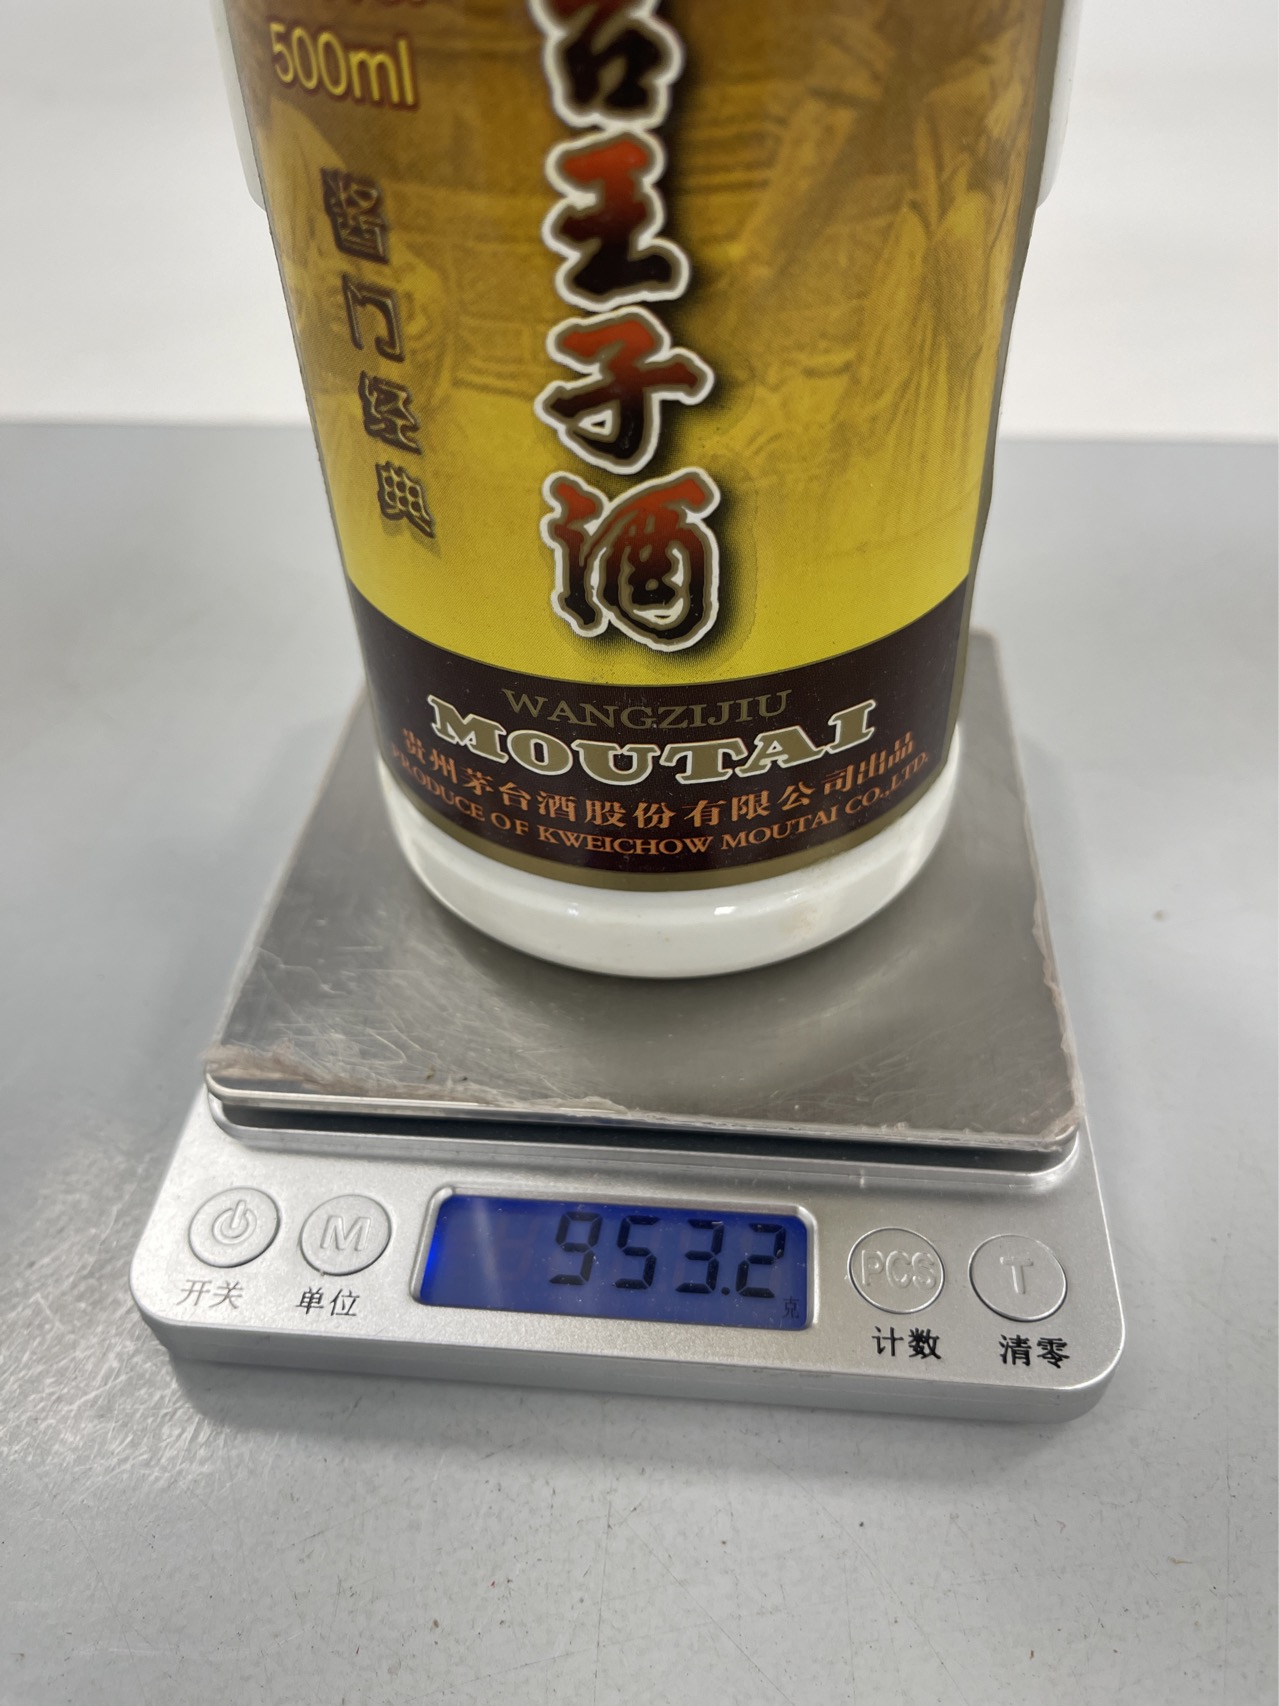 500ml
酱门经典
台王子酒
WANGZIJIU
MOUTAI
贵州茅台酒股份有限公司出品
PRODUCE OF KWEICHOW MOUTAI CO.,LTD.
953.2
克
M
PCS
T
开关
单位
计数
清零